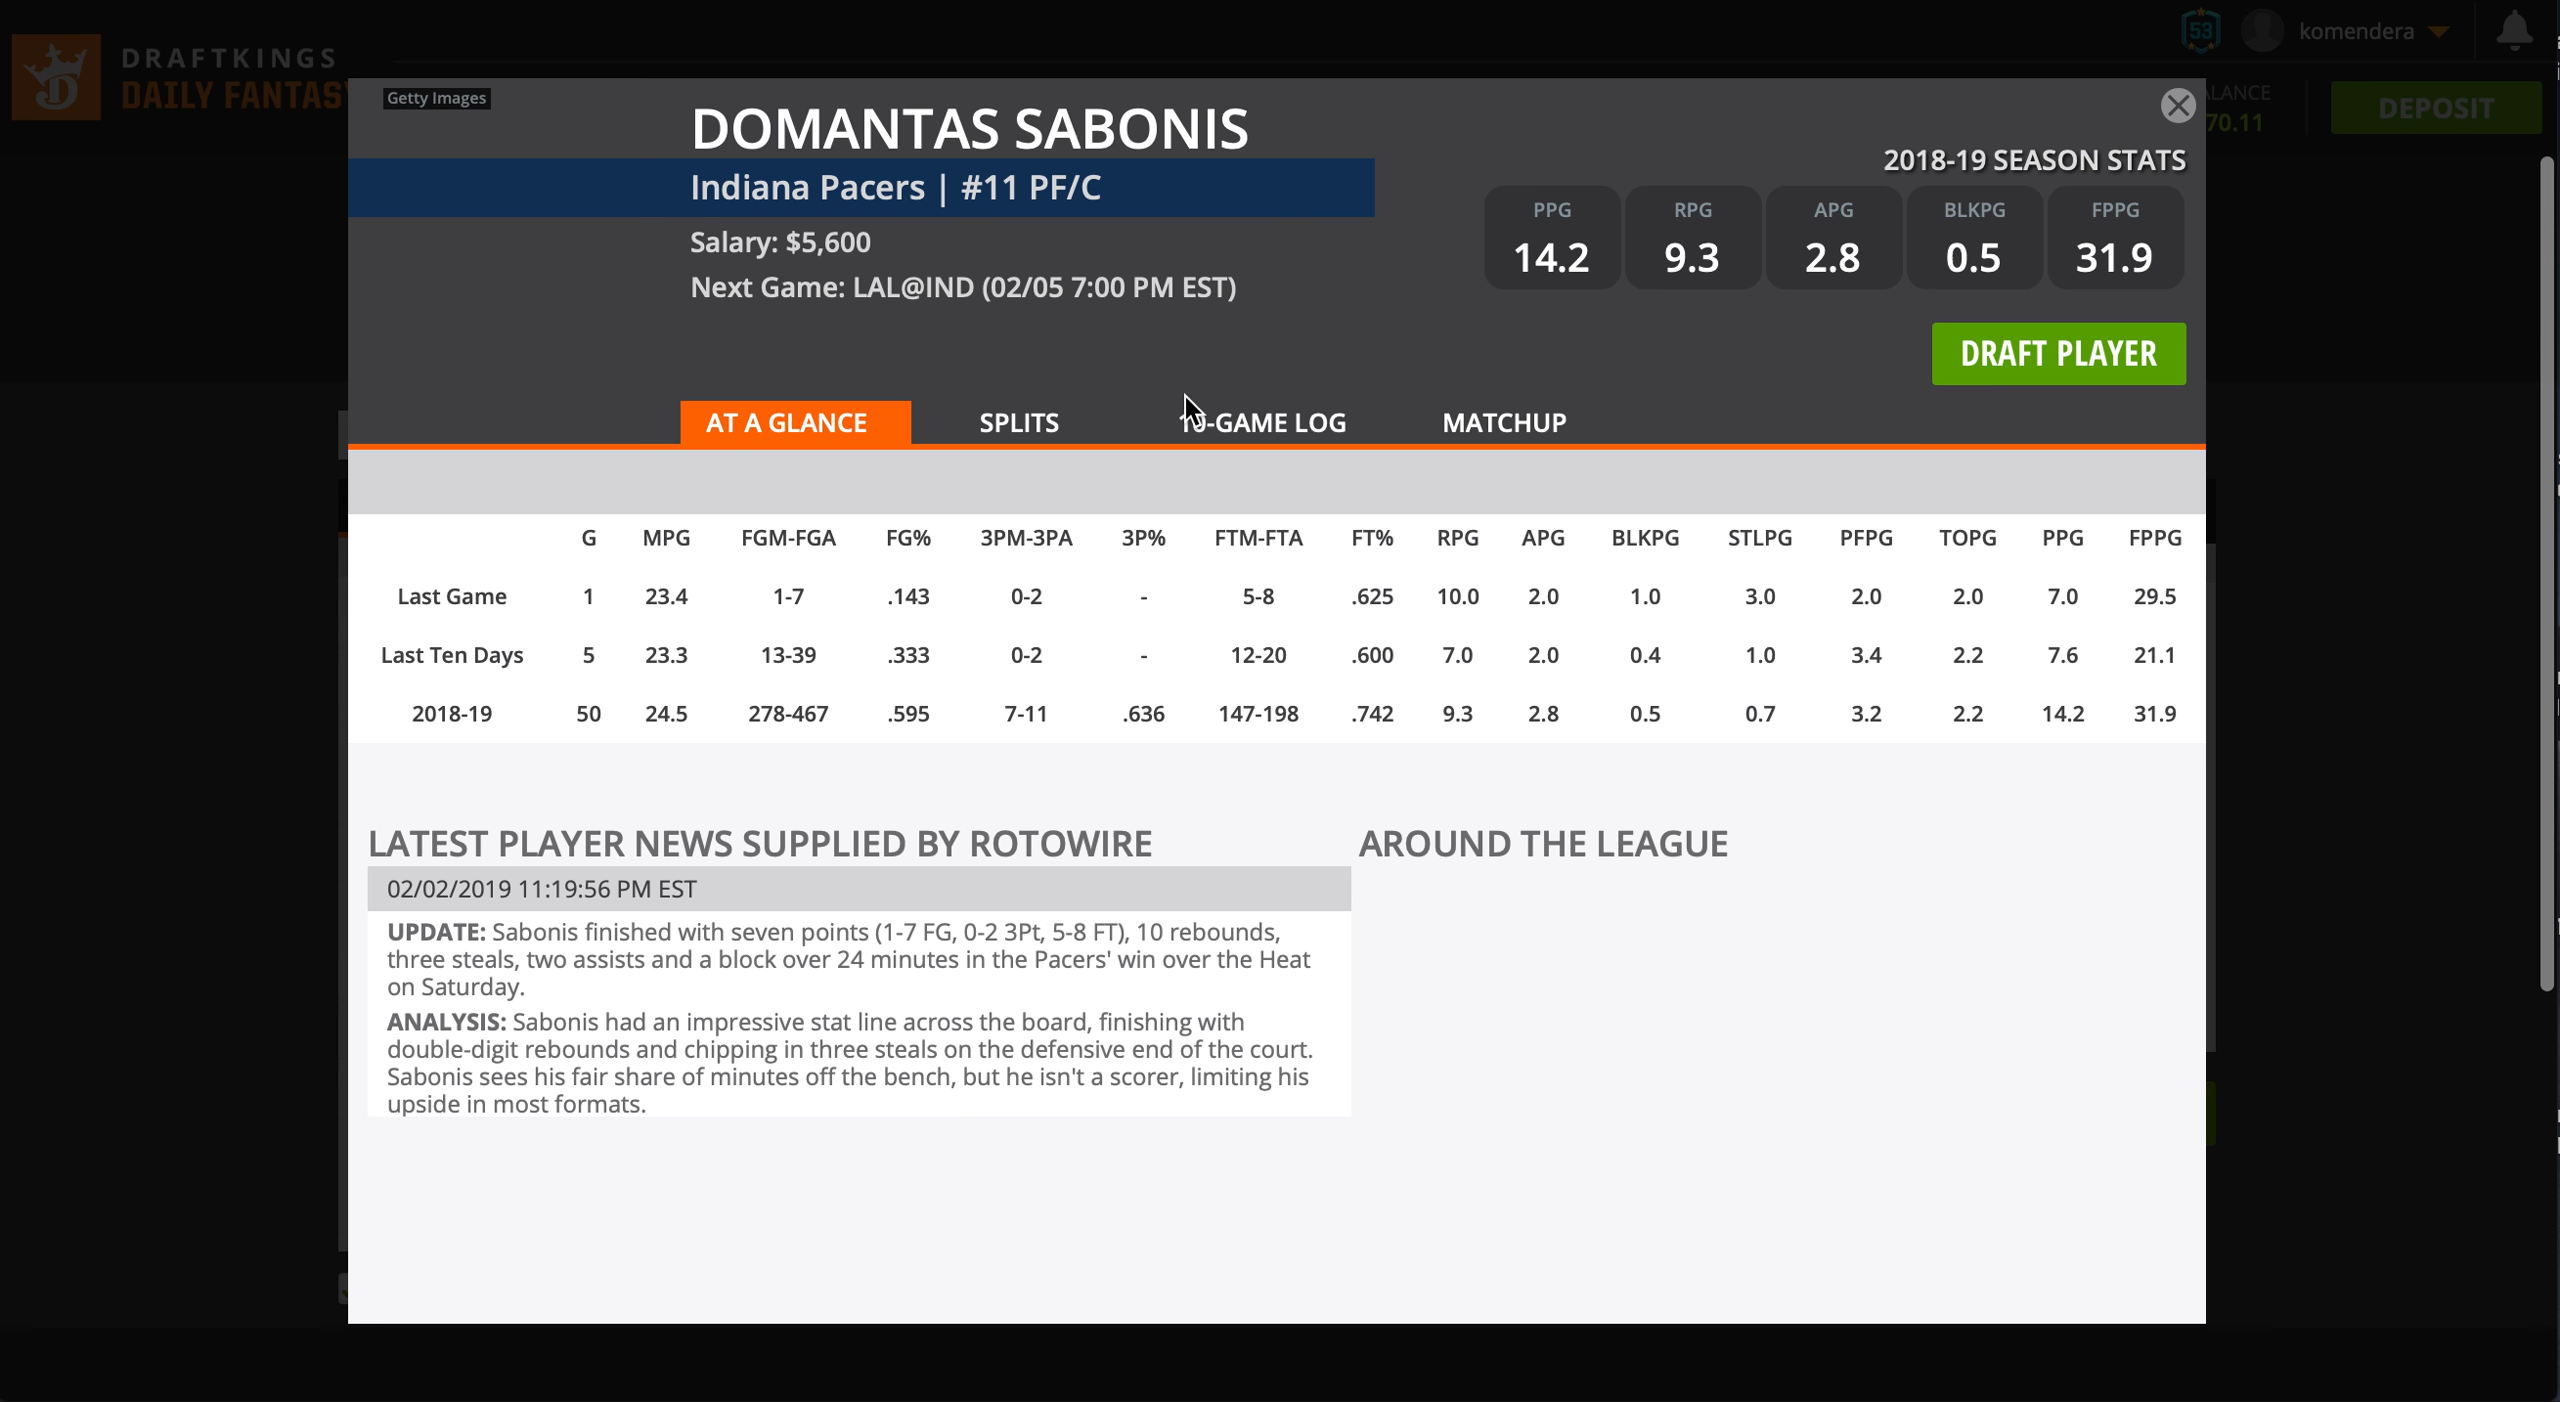 DRAFTKINGS
DAILY FANTAS
53
komendera
LANCE
70.11
DEPOSIT
Getty Images
DOMANTAS SABONIS
Indiana Pacers | #11 PF/C
Salary: $5,600
Next Game: LAL@IND (02/05 7:00 PM EST)
2018-19 SEASON STATS
PPG RPG APG BLKPG FPPG
14.2 9.3 2.8 0.5 31.9
DRAFT PLAYER
AT A GLANCE SPLITS 10-GAME LOG MATCHUP
G MPG FGM-FGA FG% 3PM-3PA 3P% FTM-FTA FT% RPG APG BLKPG STLPG PFPG TOPG PPG FPPG
Last Game 1 23.4 1-7 .143 0-2 - 5-8 .625 10.0 2.0 1.0 3.0 2.0 2.0 7.0 29.5
Last Ten Days 5 23.3 13-39 .333 0-2 - 12-20 .600 7.0 2.0 0.4 1.0 3.4 2.2 7.6 21.1
2018-19 50 24.5 278-467 .595 7-11 .636 147-198 .742 9.3 2.8 0.5 0.7 3.2 2.2 14.2 31.9
LATEST PLAYER NEWS SUPPLIED BY ROTOWIRE
02/02/2019 11:19:56 PM EST
UPDATE: Sabonis finished with seven points (1-7 FG, 0-2 3Pt, 5-8 FT), 10 rebounds,
three steals, two assists and a block over 24 minutes in the Pacers' win over the Heat
on Saturday.
ANALYSIS: Sabonis had an impressive stat line across the board, finishing with
double-digit rebounds and chipping in three steals on the defensive end of the court.
Sabonis sees his fair share of minutes off the bench, but he isn't a scorer, limiting his
upside in most formats.
AROUND THE LEAGUE